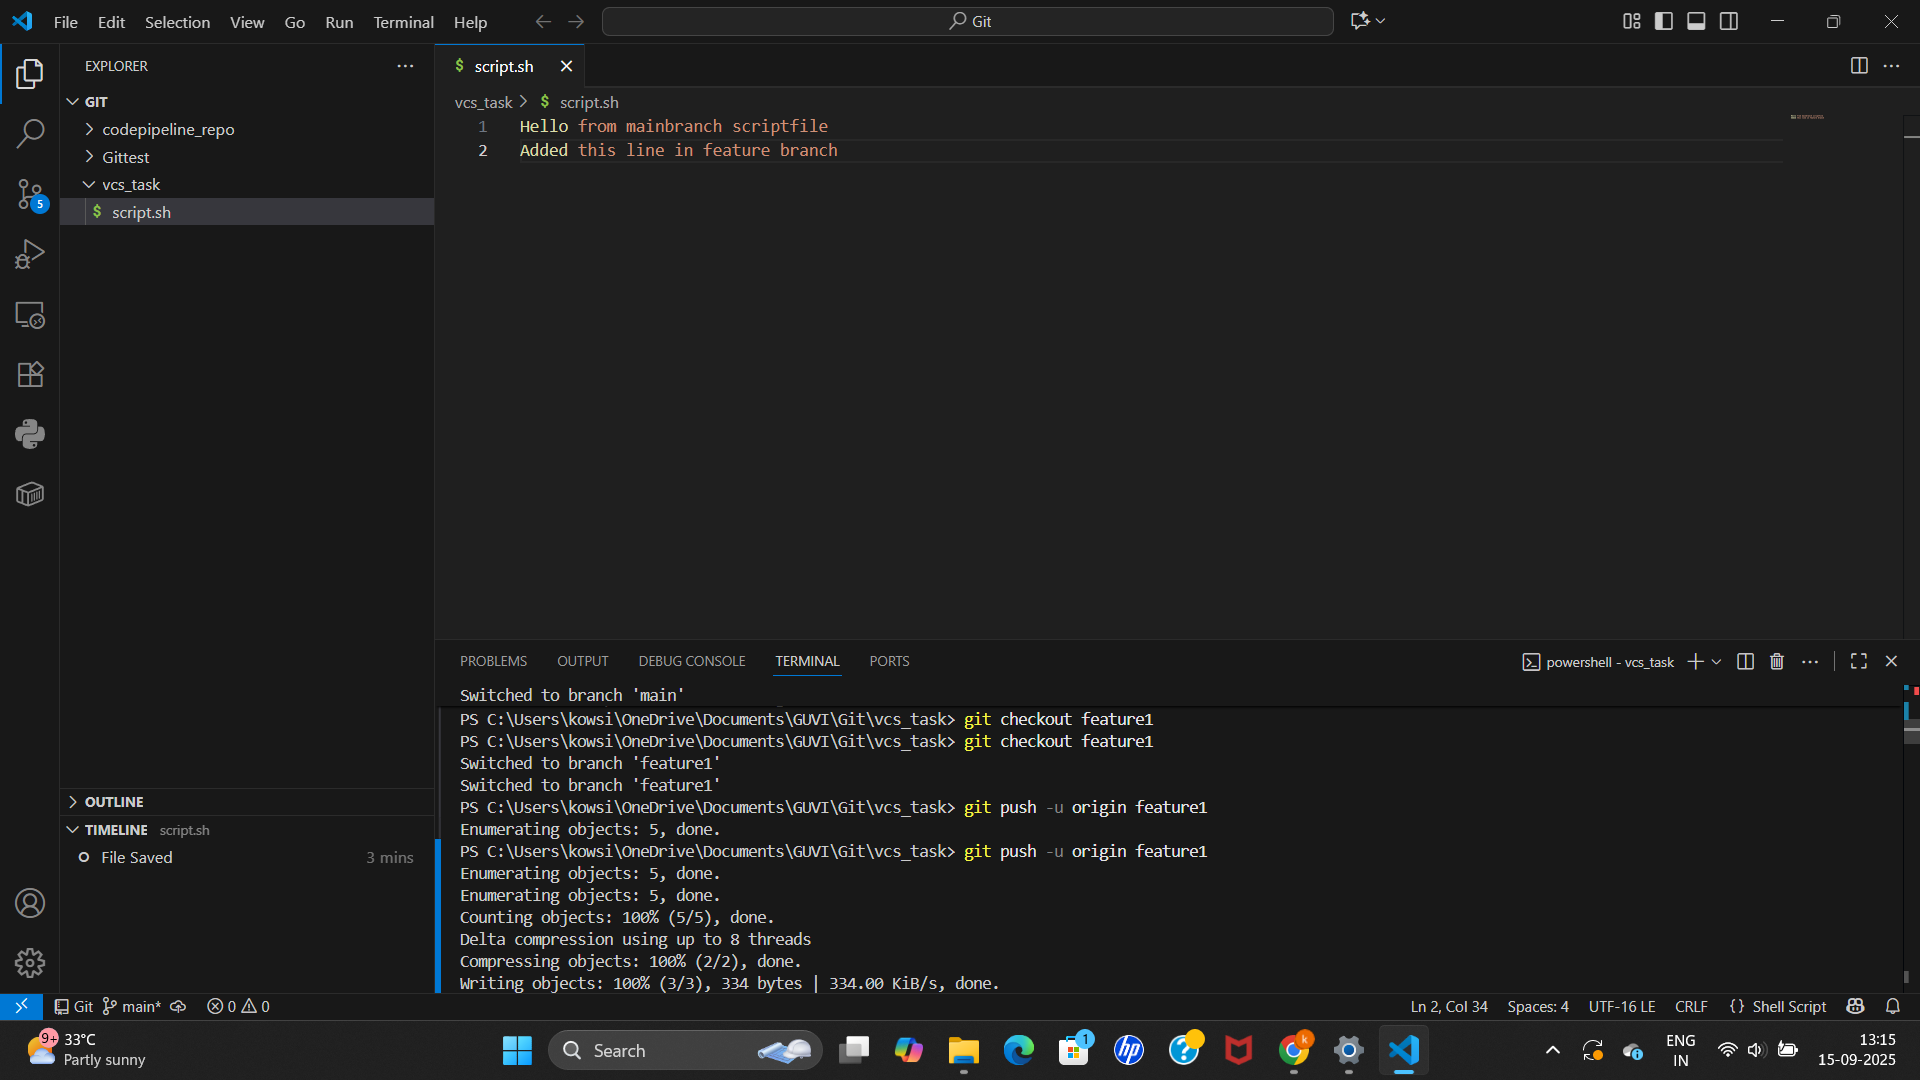 File Edit Selection View Go Run Terminal Help
Git
EXPLORER
GIT
codepipeline_repo
Gittest
vcs_task
$ script.sh
5
OUTLINE
TIMELINE script.sh
File Saved 3 mins
$ script.sh
vcs_task > $ script.sh
1 Hello from mainbranch scriptfile
2 Added this line in feature branch
PROBLEMS OUTPUT DEBUG CONSOLE TERMINAL PORTS
powershell - vcs_task
Switched to branch 'main'
PS C:\Users\kowsi\OneDrive\Documents\GUVI\Git\vcs_task> git checkout feature1
PS C:\Users\kowsi\OneDrive\Documents\GUVI\Git\vcs_task> git checkout feature1
Switched to branch 'feature1'
Switched to branch 'feature1'
PS C:\Users\kowsi\OneDrive\Documents\GUVI\Git\vcs_task> git push -u origin feature1
Enumerating objects: 5, done.
PS C:\Users\kowsi\OneDrive\Documents\GUVI\Git\vcs_task> git push -u origin feature1
Enumerating objects: 5, done.
Enumerating objects: 5, done.
Counting objects: 100% (5/5), done.
Delta compression using up to 8 threads
Compressing objects: 100% (2/2), done.
Writing objects: 100% (3/3), 334 bytes | 334.00 KiB/s, done.
Git main* 0 0
Ln 2, Col 34 Spaces: 4 UTF-16 LE CRLF {} Shell Script
9+ 33°C
Partly sunny
Search
1
hp
?
k
ENG
IN
13:15
15-09-2025